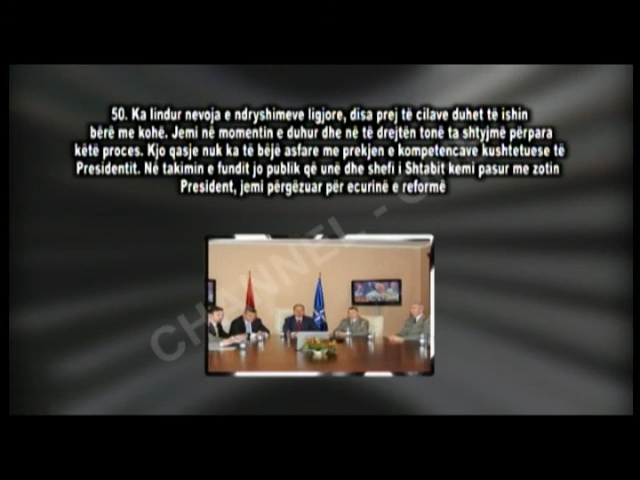 50. Ka lindur nevoja e ndryshimeve ligjore, disa prej të cilave duhet të ishin
bërë me kohë. Jemi në momentin e duhur dhe në të drejtën tonë ta shtyjmë përpara
këtë proces. Kjo qasje nuk ka të bëjë asfare me prekjen e kompetencave kushtetuese të
Presidentit. Në takimin e fundit jo publik që unë dhe shefi i Shtabit kemi pasur me zotin
President, jemi përgëzuar për ecurinë e reformë
CHANNEL -